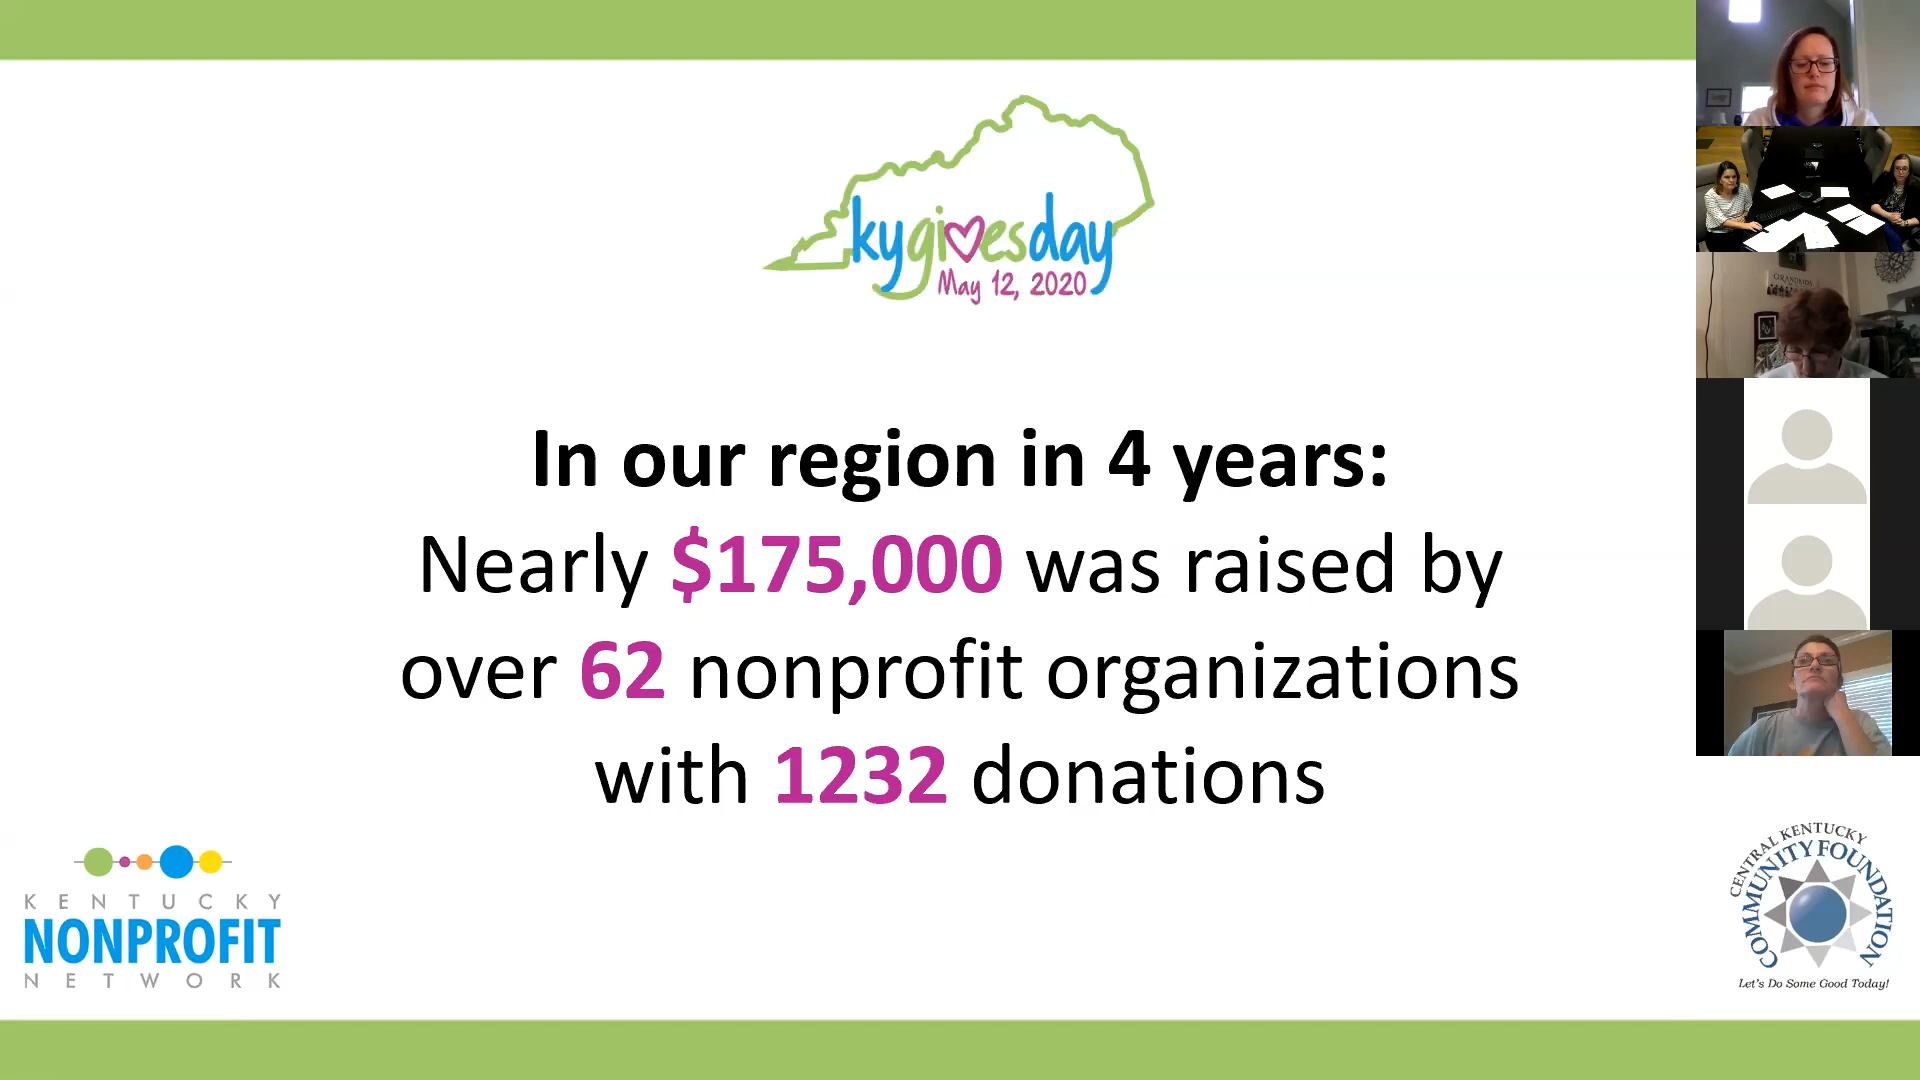 kygivesday
May 12, 2020
In our region in 4 years:
Nearly $175,000 was raised by
over 62 nonprofit organizations
with 1232 donations
KENTUCKY
NONPROFIT
NETWORK
CENTRAL KENTUCKY
COMMUNITY FOUNDATION
Let's Do Some Good Today!
GRANDKIDS